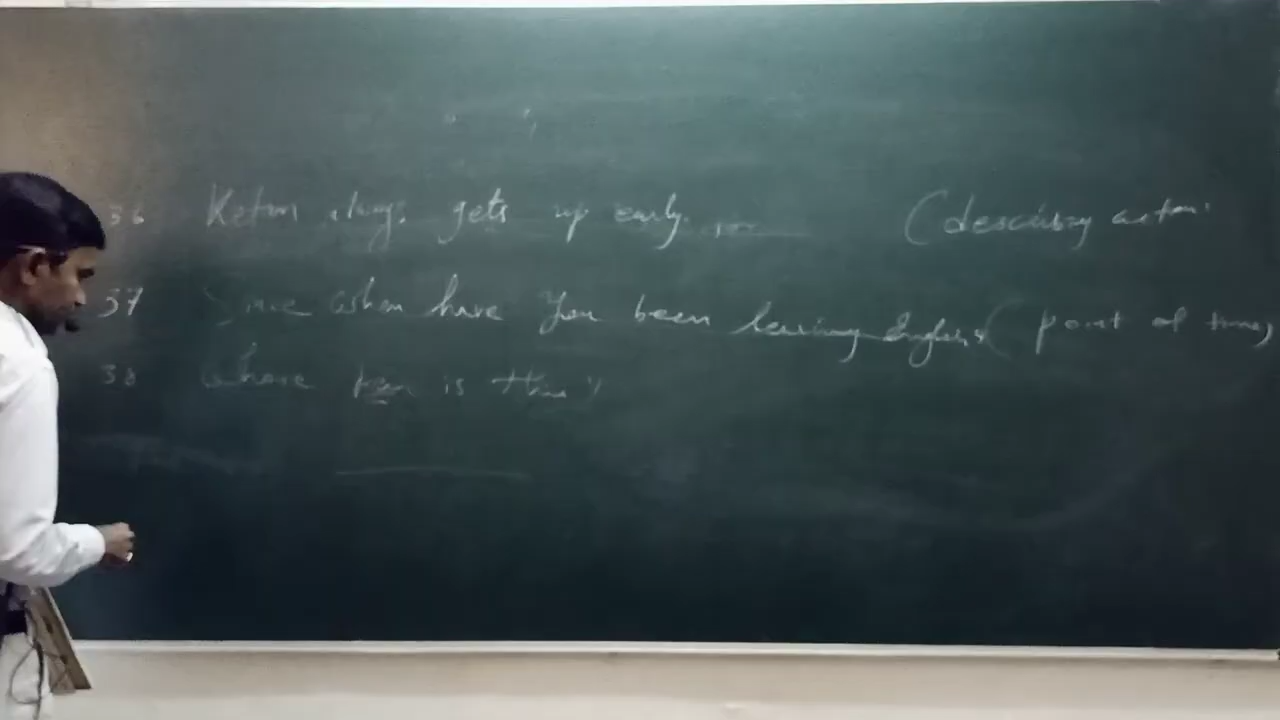 36 Ketan always gets up early. (describing action.
37 Since when have you been learning English (point of time)
38 whose pen is this?